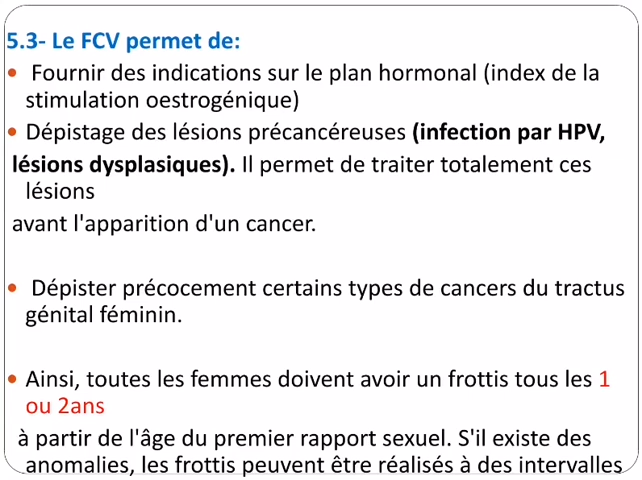 5.3- Le FCV permet de:
• Fournir des indications sur le plan hormonal (index de la
stimulation oestrogénique)
• Dépistage des lésions précancéreuses (infection par HPV,
lésions dysplasiques). Il permet de traiter totalement ces
lésions
avant l'apparition d'un cancer.
• Dépister précocement certains types de cancers du tractus
génital féminin.
• Ainsi, toutes les femmes doivent avoir un frottis tous les 1
ou 2ans
à partir de l'âge du premier rapport sexuel. S'il existe des
anomalies, les frottis peuvent être réalisés à des intervalles